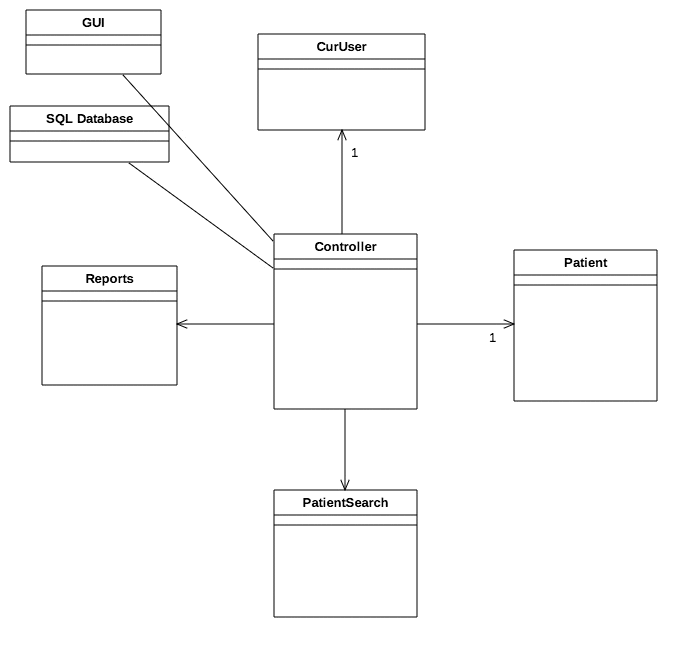 GUI
CurUser
SQL Database
1
Controller
Patient
Reports
1
PatientSearch